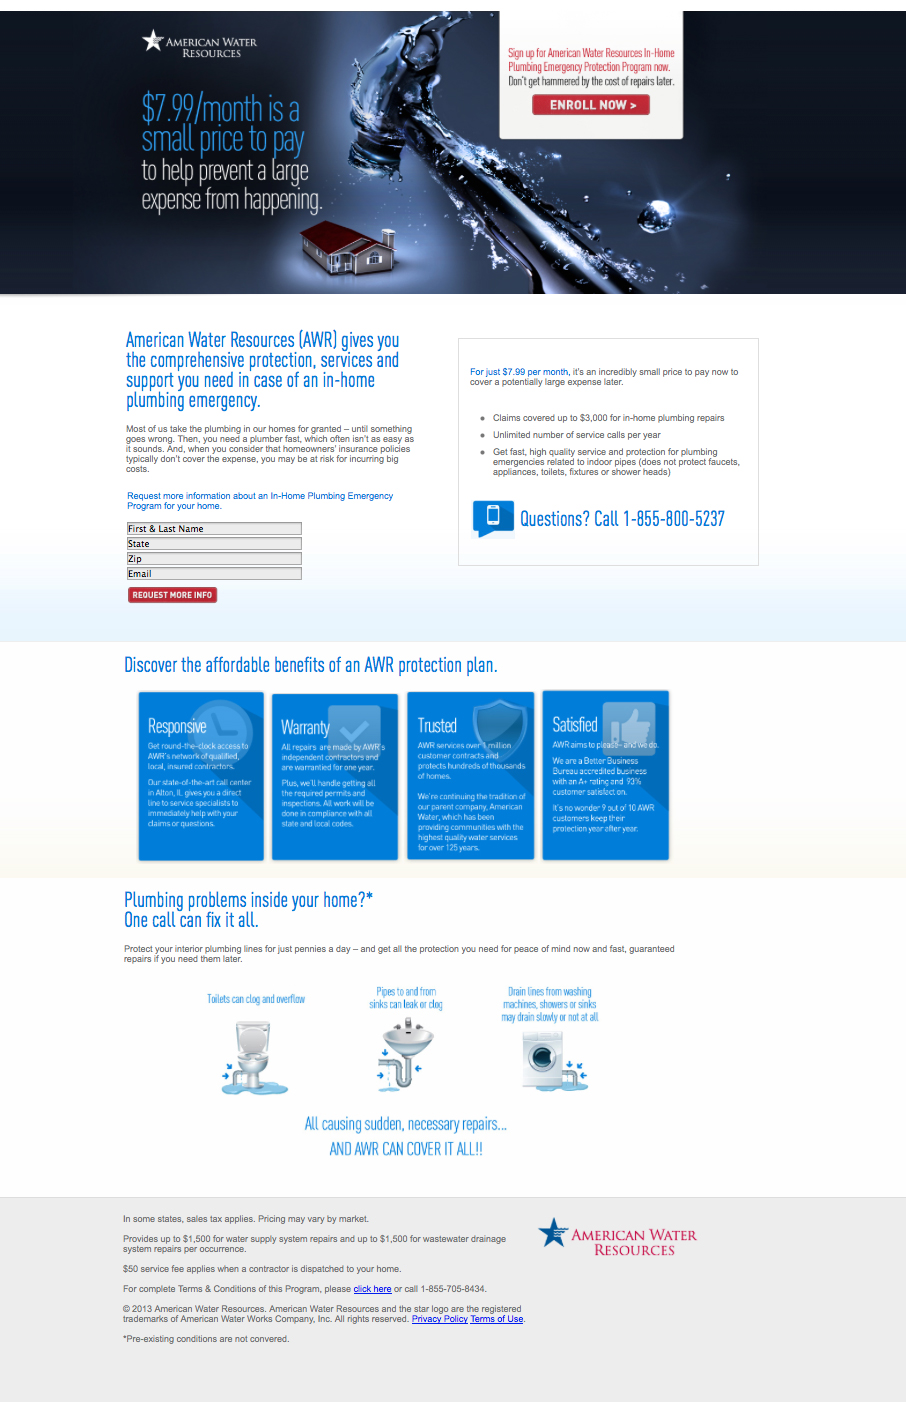 AMERICAN WATER
RESOURCES
$7.99/month is a
small price to pay
to help prevent a large
expense from happening.
Sign up for American Water Resources In-Home
Plumbing Emergency Protection Program now.
Don't get hammered by the cost of repairs later.
ENROLL NOW >
American Water Resources (AWR) gives you
the comprehensive protection, services and
support you need in case of an in-home
plumbing emergency.
Most of us take the plumbing in our homes for granted – until something
goes wrong. Then, you need a plumber fast, which often isn't as easy as
it sounds. And, when you consider that homeowners' insurance policies
typically don't cover the expense, you may be at risk for incurring big
costs.
Request more information about an In-Home Plumbing Emergency
Program for your home.
First & Last Name
State
Zip
Email
REQUEST MORE INFO
For just $7.99 per month, it's an incredibly small price to pay now to
cover a potentially large expense later.
Claims covered up to $3,000 for in-home plumbing repairs
Unlimited number of service calls per year
Get fast, high quality service and protection for plumbing
emergencies related to indoor pipes (does not protect faucets,
appliances, toilets, fixtures or shower heads)
Questions? Call 1-855-800-5237
Discover the affordable benefits of an AWR protection plan.
Responsive
Get round-the-clock access to
AWR's network of qualified,
local, insured contractors.
Our state-of-the-art call center
in Alton, IL gives you a direct
line to service specialists to
immediately help with your
claims or questions.
Warranty
All repairs are made by AWR's
independent contractors and
are warrantied for one year.
Plus, we'll handle getting all
the required permits and
inspections. All work will be
done in compliance with all
state and local codes.
Trusted
AWR services over 1 million
customer contracts and
protects hundreds of thousands
of homes.
We're continuing the tradition of
our parent company, American
Water, which has been
providing communities with the
highest quality water services
for over 125 years.
Satisfied
AWR aims to please– and we do.
We are a Better Business
Bureau accredited business
with an A+ rating and 93%
customer satisfaction.
It's no wonder 9 out of 10 AWR
customers keep their
protection year after year.
Plumbing problems inside your home?*
One call can fix it all.
Protect your interior plumbing lines for just pennies a day – and get all the protection you need for peace of mind now and fast, guaranteed
repairs if you need them later.
Toilets can clog and overflow
Pipes to and from
sinks can leak or clog
Drain lines from washing
machines, showers or sinks
may drain slowly or not at all
All causing sudden, necessary repairs...
AND AWR CAN COVER IT ALL!!
In some states, sales tax applies. Pricing may vary by market.
Provides up to $1,500 for water supply system repairs and up to $1,500 for wastewater drainage
system repairs per occurrence.
$50 service fee applies when a contractor is dispatched to your home.
For complete Terms & Conditions of this Program, please click here or call 1-855-705-8434.
© 2013 American Water Resources. American Water Resources and the star logo are the registered
trademarks of American Water Works Company, Inc. All rights reserved. Privacy Policy Terms of Use.
*Pre-existing conditions are not convered.
AMERICAN WATER
RESOURCES